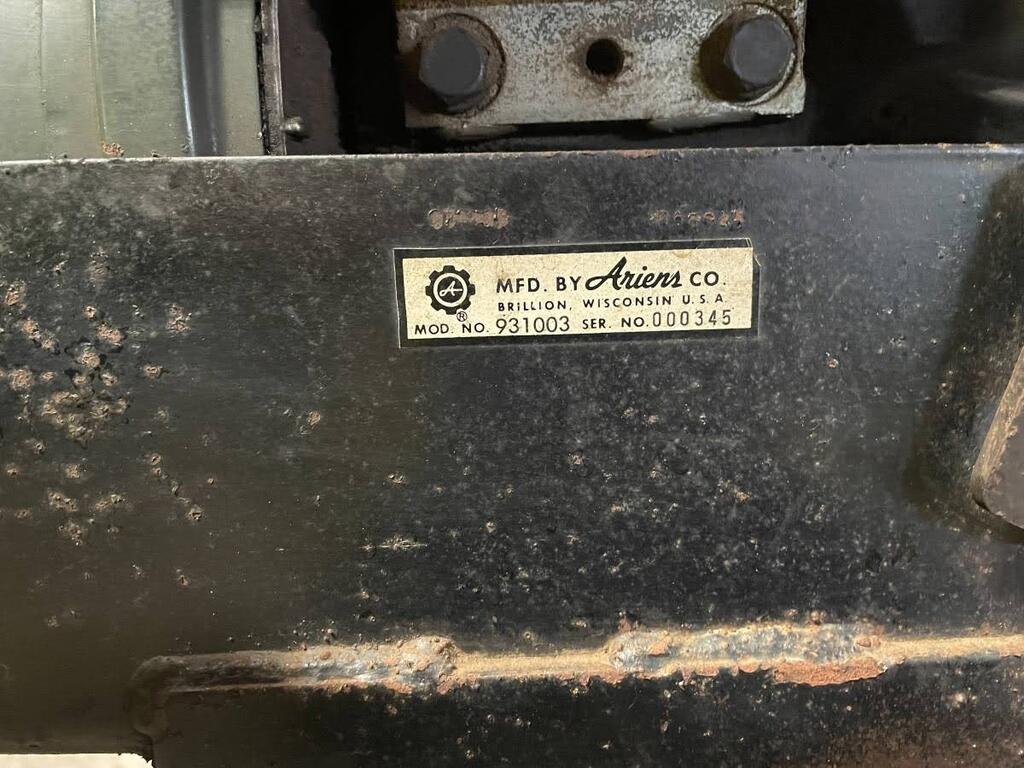 MFD. BY Ariens CO.
BRILLION, WISCONSIN U.S.A.
MOD. NO. 931003 SER. NO. 000345